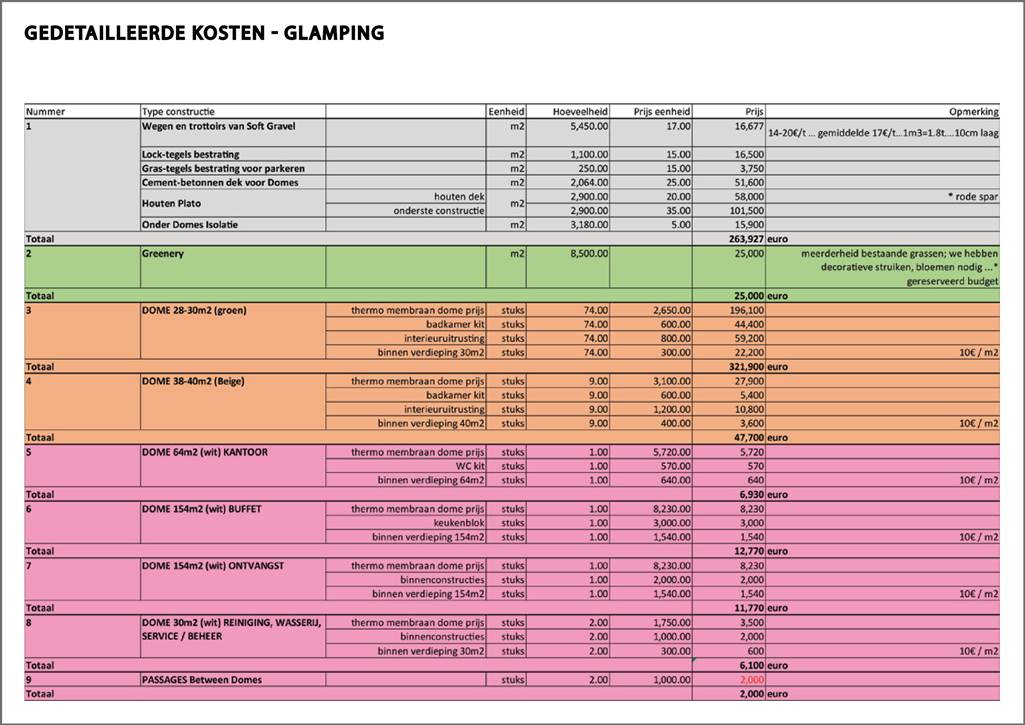 GEDETAILLEERDE KOSTEN - GLAMPING
Nummer Type constructie Eenheid Hoeveelheid Prijs eenheid Prijs Opmerking
1 Wegen en trottoirs van Soft Gravel m2 5,450.00 17.00 16,677 14-20€/t ... gemiddelde 17€/t...1m3=1.8t....10cm laag
Lock-tegels bestrating m2 1,100.00 15.00 16,500
Gras-tegels bestrating voor parkeren m2 250.00 15.00 3,750
Cement-betonnen dek voor Domes m2 2,064.00 25.00 51,600
Houten Plato houten dek m2 2,900.00 20.00 58,000 * rode spar
onderste constructie 2,900.00 35.00 101,500
Onder Domes Isolatie m2 3,180.00 5.00 15,900
Totaal 263,927 euro
2 Greenery m2 8,500.00 25,000 meerderheid bestaande grassen; we hebben
decoratieve struiken, bloemen nodig ...*
gereserveerd budget
Totaal 25,000 euro
3 DOME 28-30m2 (groen) thermo membraan dome prijs stuks 74.00 2,650.00 196,100
badkamer kit stuks 74.00 600.00 44,400
interieuruitrusting stuks 74.00 800.00 59,200
binnen verdieping 30m2 stuks 74.00 300.00 22,200 10€ / m2
Totaal 321,900 euro
4 DOME 38-40m2 (Beige) thermo membraan dome prijs stuks 9.00 3,100.00 27,900
badkamer kit stuks 9.00 600.00 5,400
interieuruitrusting stuks 9.00 1,200.00 10,800
binnen verdieping 40m2 stuks 9.00 400.00 3,600 10€ / m2
Totaal 47,700 euro
5 DOME 64m2 (wit) KANTOOR thermo membraan dome prijs stuks 1.00 5,720.00 5,720
WC kit stuks 1.00 570.00 570
binnen verdieping 64m2 stuks 1.00 640.00 640 10€ / m2
Totaal 6,930 euro
6 DOME 154m2 (wit) BUFFET thermo membraan dome prijs stuks 1.00 8,230.00 8,230
keukenblok stuks 1.00 3,000.00 3,000
binnen verdieping 154m2 stuks 1.00 1,540.00 1,540 10€ / m2
Totaal 12,770 euro
7 DOME 154m2 (wit) ONTVANGST thermo membraan dome prijs stuks 1.00 8,230.00 8,230
binnenconstructies stuks 1.00 2,000.00 2,000
binnen verdieping 154m2 stuks 1.00 1,540.00 1,540 10€ / m2
Totaal 11,770 euro
8 DOME 30m2 (wit) REINIGING, WASSERIJ, thermo membraan dome prijs stuks 2.00 1,750.00 3,500
SERVICE / BEHEER binnenconstructies stuks 2.00 1,000.00 2,000
binnen verdieping 30m2 stuks 2.00 300.00 600 10€ / m2
Totaal 6,100 euro
9 PASSAGES Between Domes stuks 2.00 1,000.00 2,000
Totaal 2,000 euro